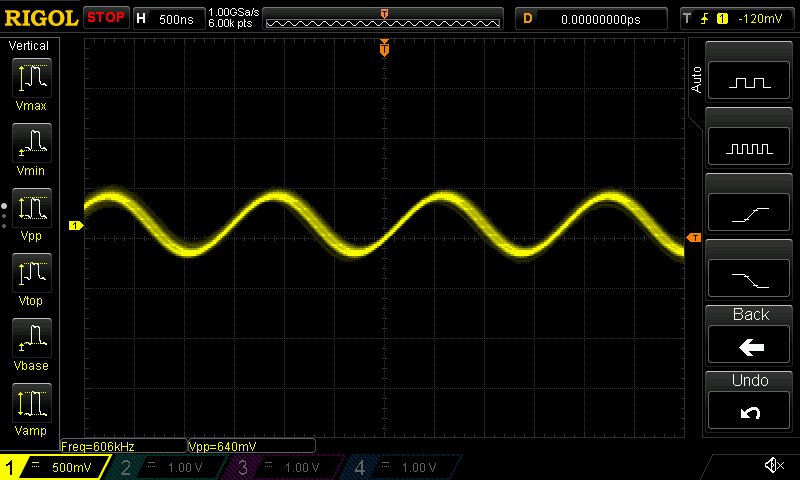 RIGOL STOP H 500ns 1.00GSa/s
6.00k pts
T
D 0.00000000ps T 1 -120mV
Vertical
Vmax
Vmin
Vpp
Vtop
Vbase
Vamp
T
1
T
Auto
Back
Undo
Freq=606kHz Vpp=640mV
1 500mV 2 1.00 V 3 1.00 V 4 1.00 V